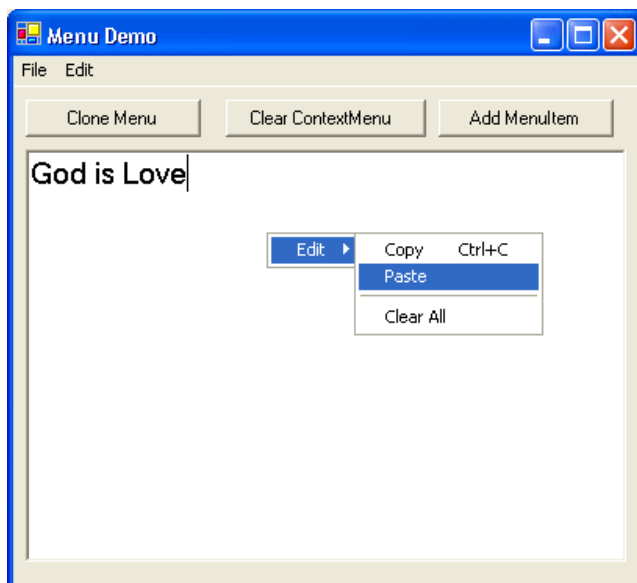 Menu Demo
File Edit
Clone Menu Clear ContextMenu Add MenuItem
God is Love
Edit Copy Ctrl+C
Paste
Clear All